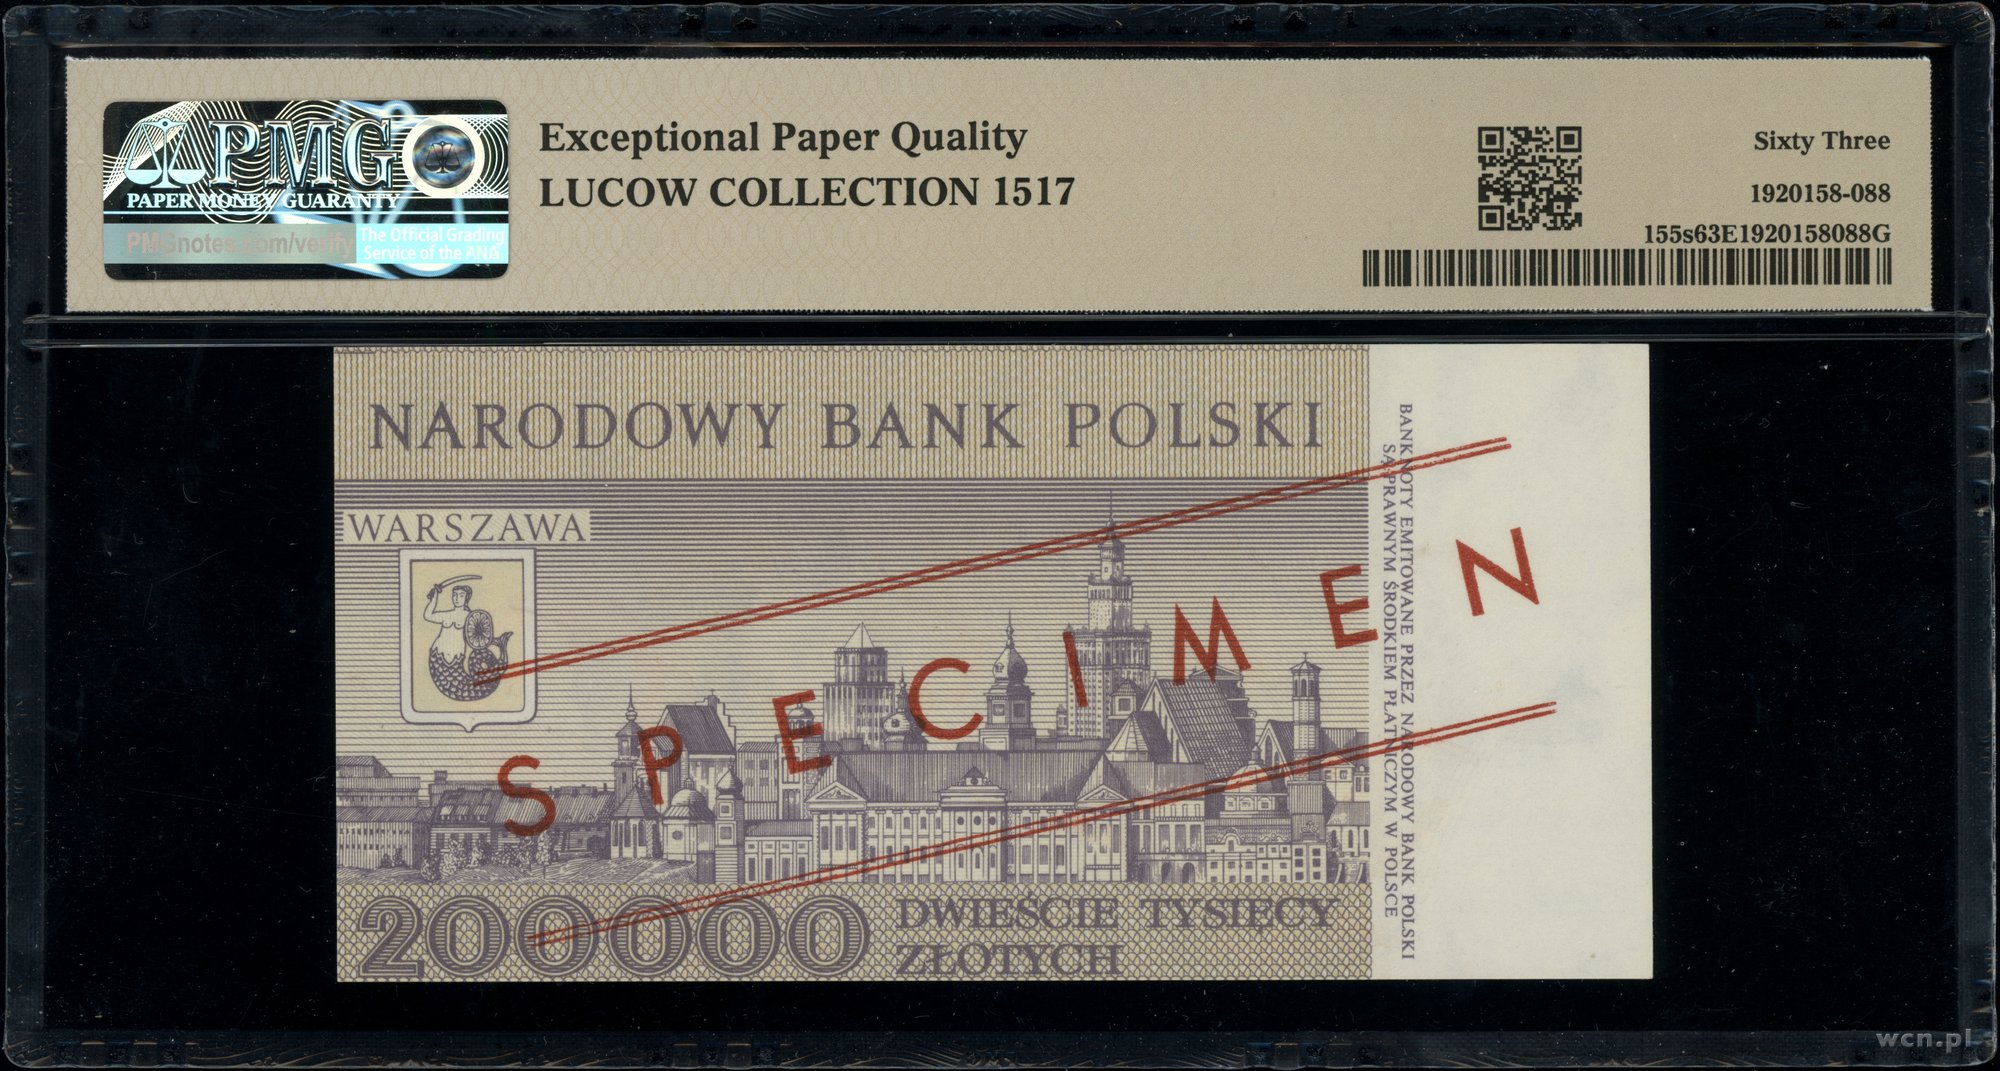 PMG
PAPER MONEY GUARANTY
PMGnotes.com/verify
The Official Grading
Service of the ANA
Exceptional Paper Quality
LUCOW COLLECTION 1517
Sixty Three
1920158-088
155s63E1920158088G
NARODOWY BANK POLSKI
WARSZAWA
SPECIMEN
200000
DWIEŚCIE TYSIĘCY
ZŁOTYCH
BANKNOTY EMITOWANE PRZEZ NARODOWY BANK POLSKI
SĄ PRAWNYM ŚRODKIEM PŁATNICZYM W POLSCE
wcn.pl